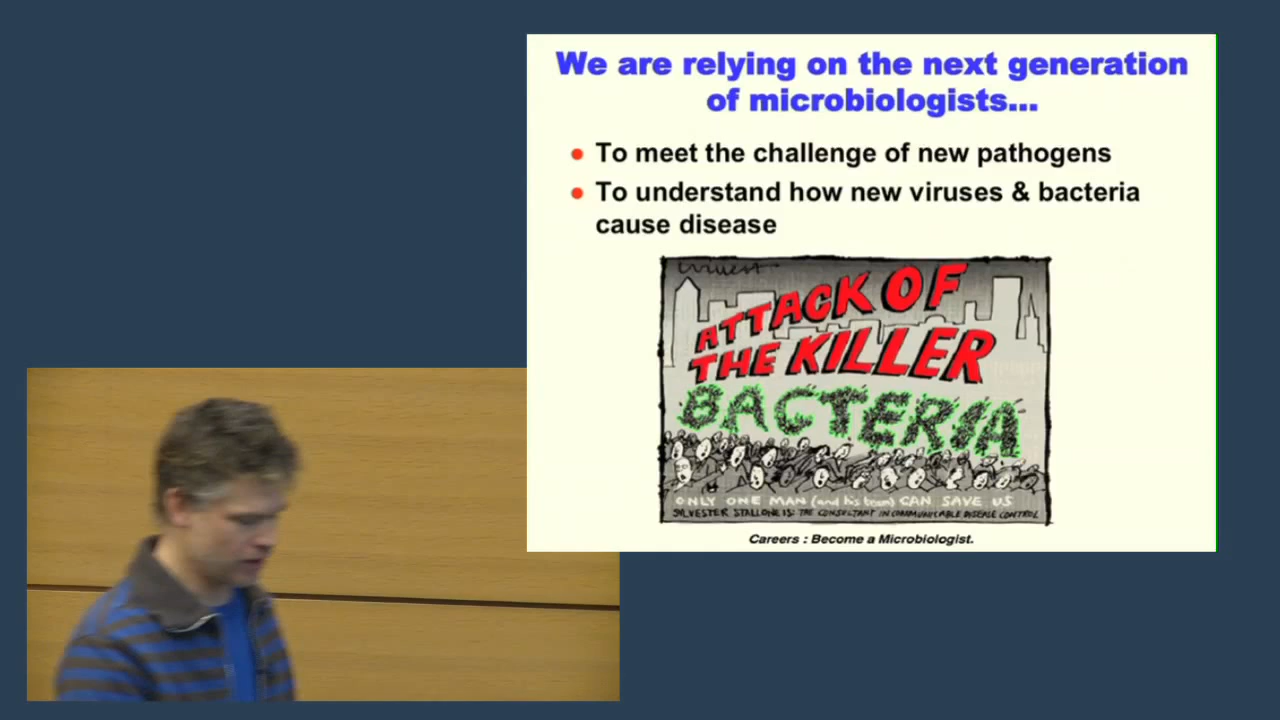 We are relying on the next generation
of microbiologists...
To meet the challenge of new pathogens
To understand how new viruses & bacteria
cause disease
ATTACK OF
THE KILLER
BACTERIA
ONLY ONE MAN (and his team) CAN SAVE US
SYLVESTER STALLONE IS: THE CONSULTANT IN COMMUNICABLE DISEASE CONTROL
Careers : Become a Microbiologist.